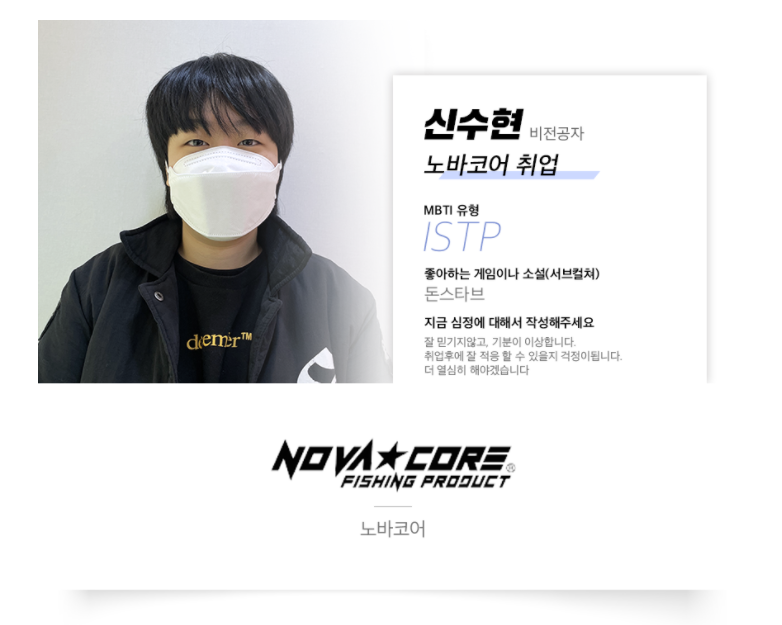 신수현 비전공자
노바코어 취업
MBTI 유형
ISTP
좋아하는 게임이나 소설(서브컬쳐)
돈스타브
지금 심정에 대해서 작성해주세요
잘 믿기지않고, 기분이 이상합니다.
취업후에 잘 적응 할 수 있을지 걱정이됩니다.
더 열심히 해야겠습니다
NOVA★CORE®
FISHING PRODUCT
노바코어